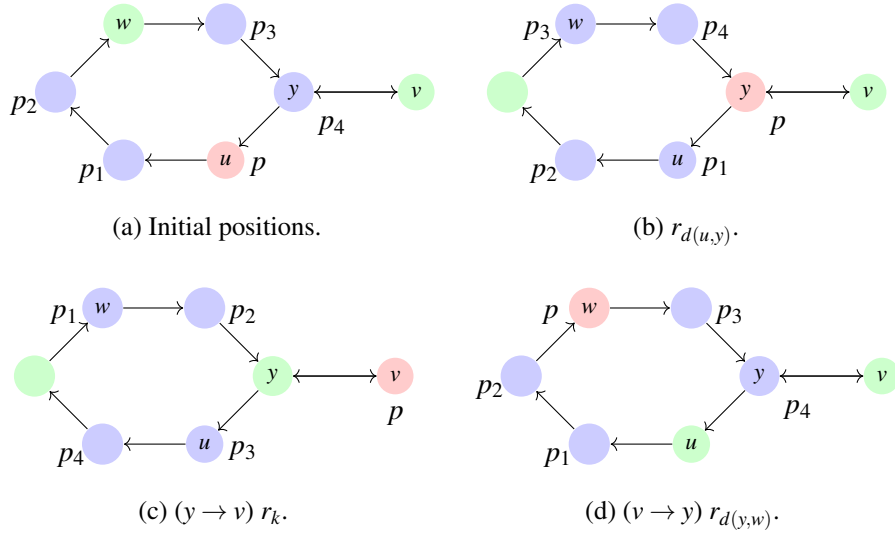 w p₃ p₂ y v p₄ p₁ u p
(a) Initial positions.
p₃ w p₄ y v p p₂ u p₁
(b) r_{d(u,y)}.
p₁ w p₂ y v p p₄ u p₃
(c) (y → v) r_k.
p w p₃ p₂ y v p₄ p₁ u
(d) (v → y) r_{d(y,w)}.